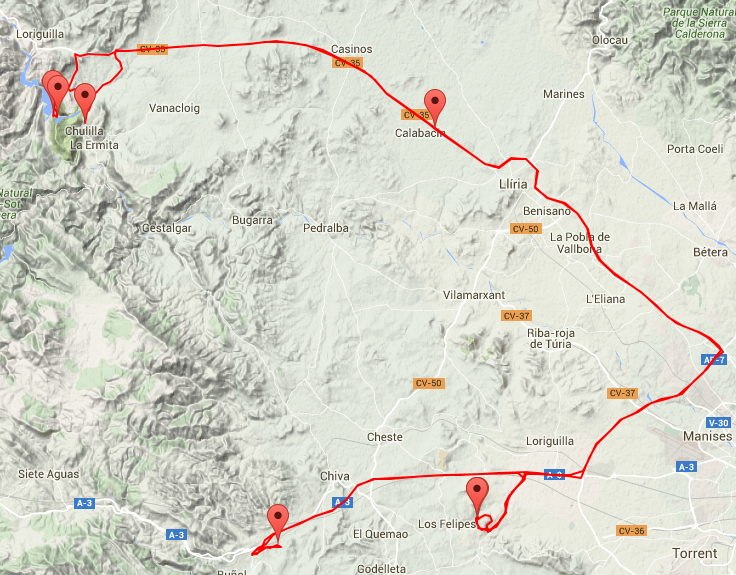 Parque Natural
de la Sierra
Calderona
Loriguilla
Olocau
Casinos
CV-35
CV-35
Marines
Vanacloig
CV-35
Chulilla
Calabacin
La Ermita
Porta Coeli
Natural
-Sot
era
Llíria
La Mallá
Benisano
Bugarra
Gestalgar
Pedralba
CV-50
La Pobla de
Vallbona
Bétera
Vilamarxant
L'Eliana
CV-37
Riba-roja
de Túria
AP-7
CV-50
CV-37
V-30
Manises
Cheste
Loriguilla
Siete Aguas
Chiva
A-3
A-3
A-3
A-3
Los Felipes
A-3
El Quemao
CV-36
Torrent
Godelleta
Buñol